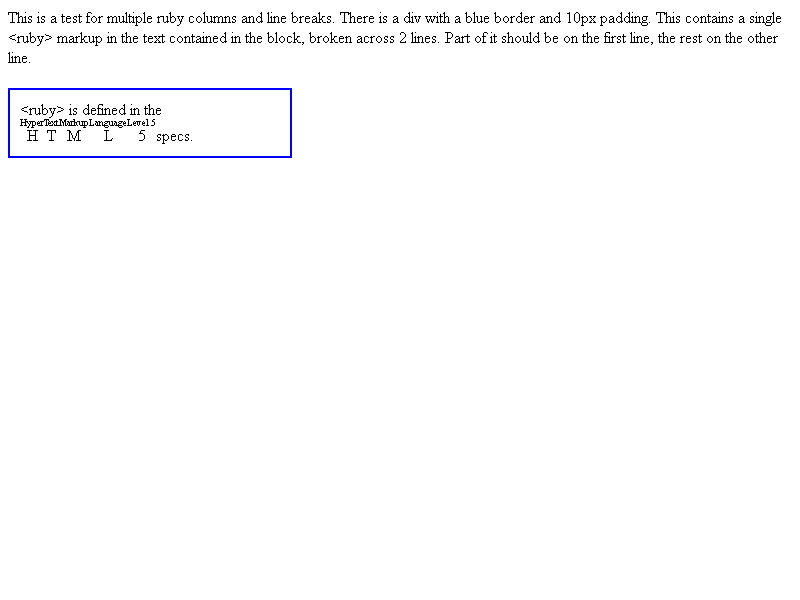 This is a test for multiple ruby columns and line breaks. There is a div with a blue border and 10px padding. This contains a single
<ruby> markup in the text contained in the block, broken across 2 lines. Part of it should be on the first line, the rest on the other
line.
<ruby> is defined in the
HyperTextMarkupLanguageLevel 5
H T M L 5 specs.